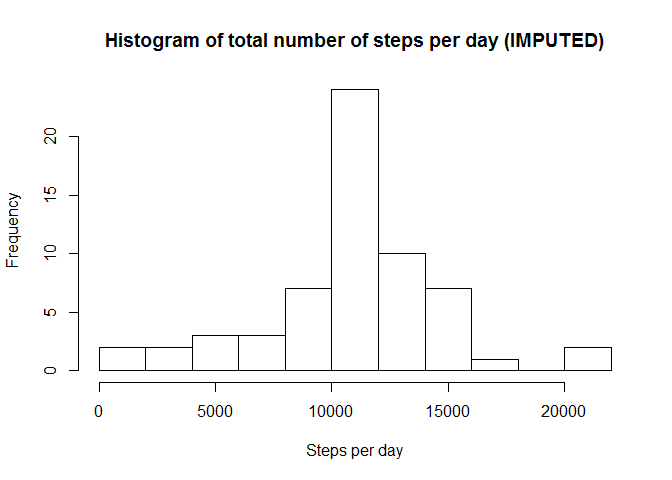 Histogram of total number of steps per day (IMPUTED)
Frequency
20
15
10
5
0
0 5000 10000 15000 20000
Steps per day